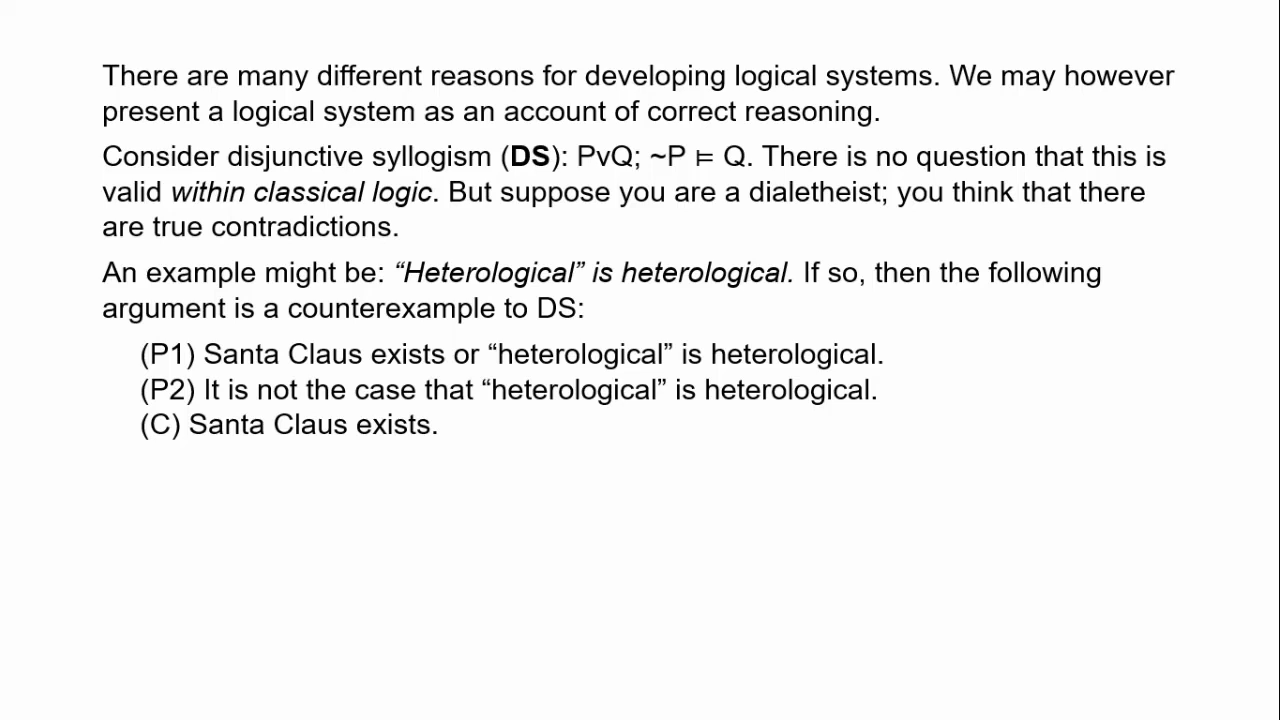 There are many different reasons for developing logical systems. We may however
present a logical system as an account of correct reasoning.
Consider disjunctive syllogism (DS): PvQ; ~P ⊨ Q. There is no question that this is
valid within classical logic. But suppose you are a dialetheist; you think that there
are true contradictions.
An example might be: “Heterological” is heterological. If so, then the following
argument is a counterexample to DS:
(P1) Santa Claus exists or “heterological” is heterological.
(P2) It is not the case that “heterological” is heterological.
(C) Santa Claus exists.